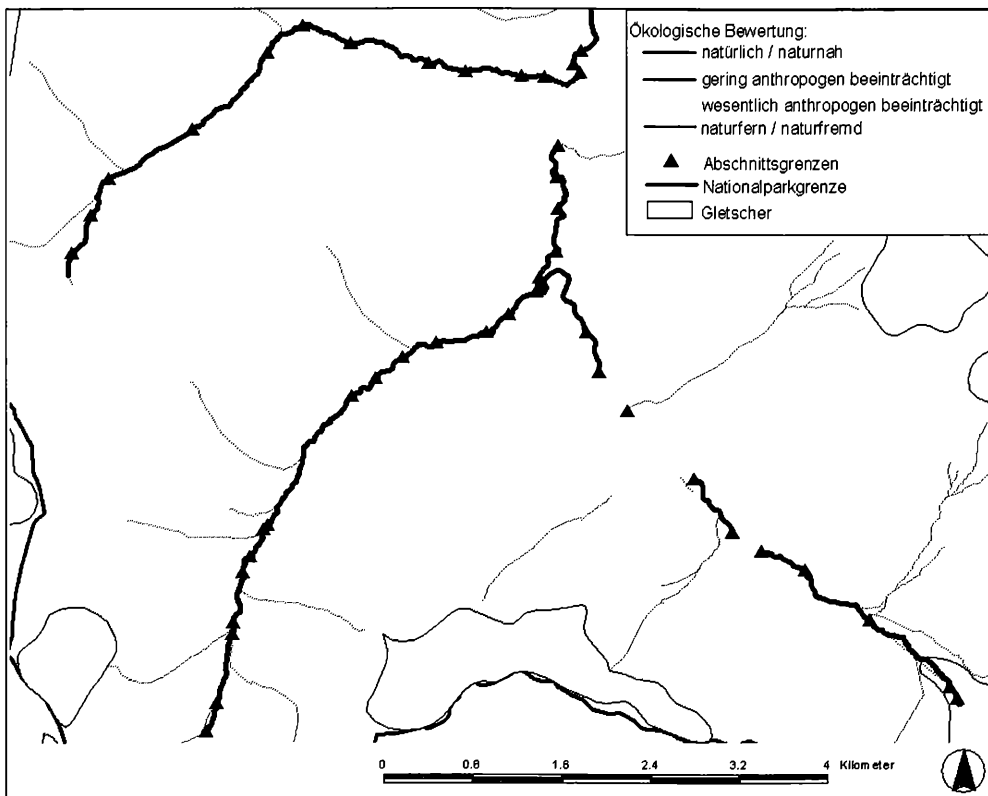 Ökologische Bewertung:
natürlich / naturnah
gering anthropogen beeinträchtigt
wesentlich anthropogen beeinträchtigt
naturfern / naturfremd
Abschnittsgrenzen
Nationalparkgrenze
Gletscher
0 0.8 1.6 2.4 3.2 4 Kilometer